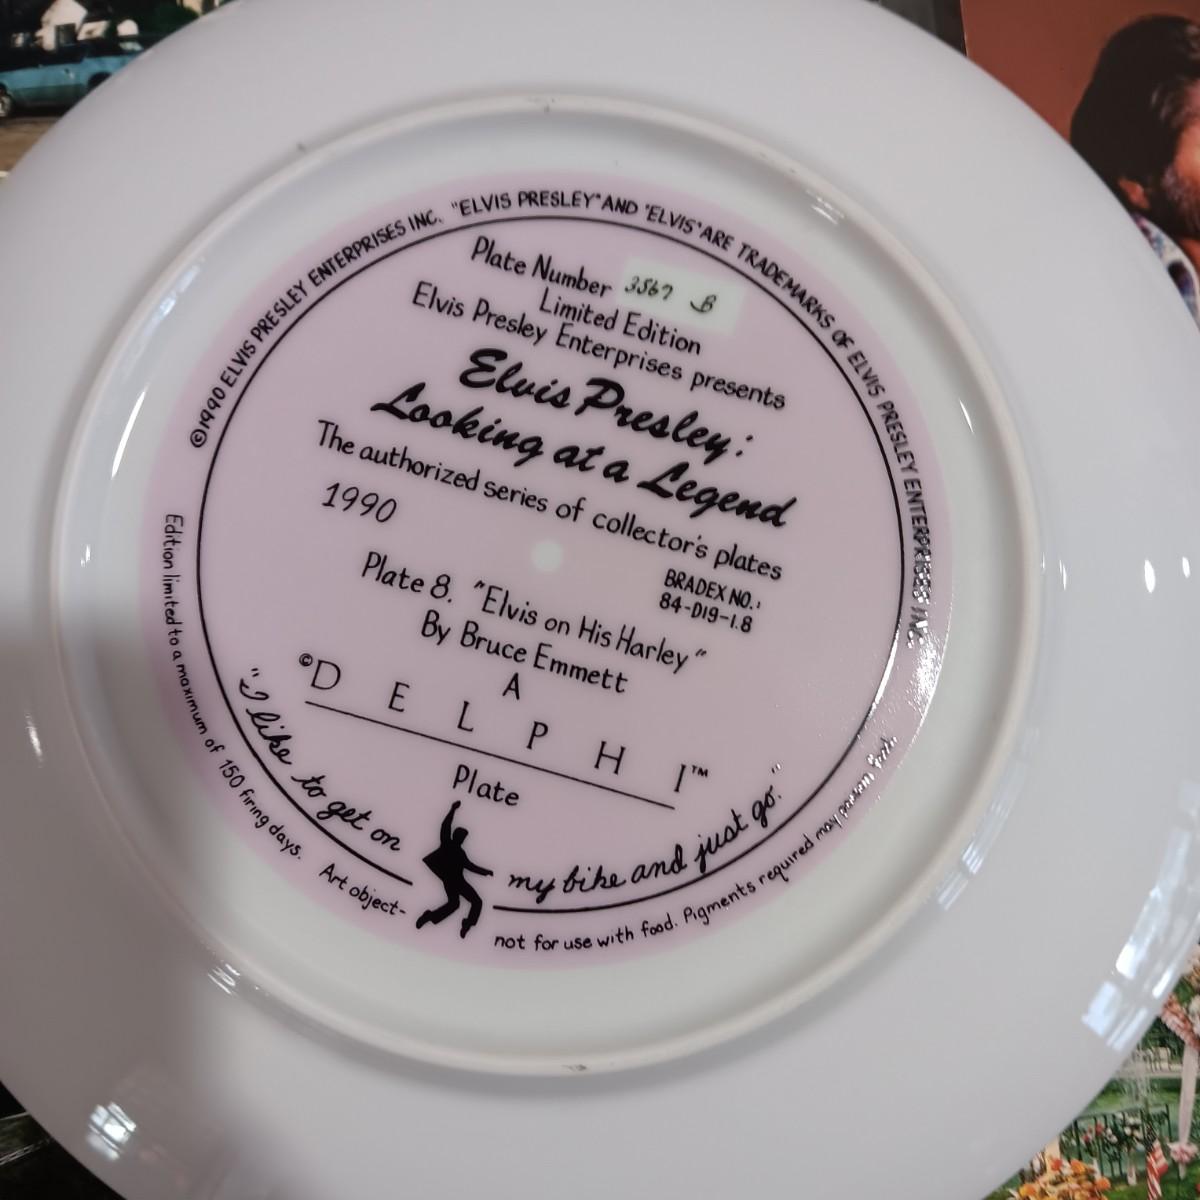 ©1990 ELVIS PRESLEY ENTERPRISES INC. "ELVIS PRESLEY" AND "ELVIS" ARE TRADEMARKS OF ELVIS PRESLEY ENTERPRISES INC.
Plate Number 3567 B
Limited Edition
Elvis Presley Enterprises presents
Elvis Presley:
Looking at a Legend
The authorized series of collector's plates
1990
BRADEX NO.:
84-D19-1.8
Plate 8. "Elvis on His Harley"
By Bruce Emmett
A
©DELPHI™
Plate
"I like to get on my bike and just go."
Edition limited to a maximum of 150 firing days. Art object- not for use with food. Pigments required may poison food.